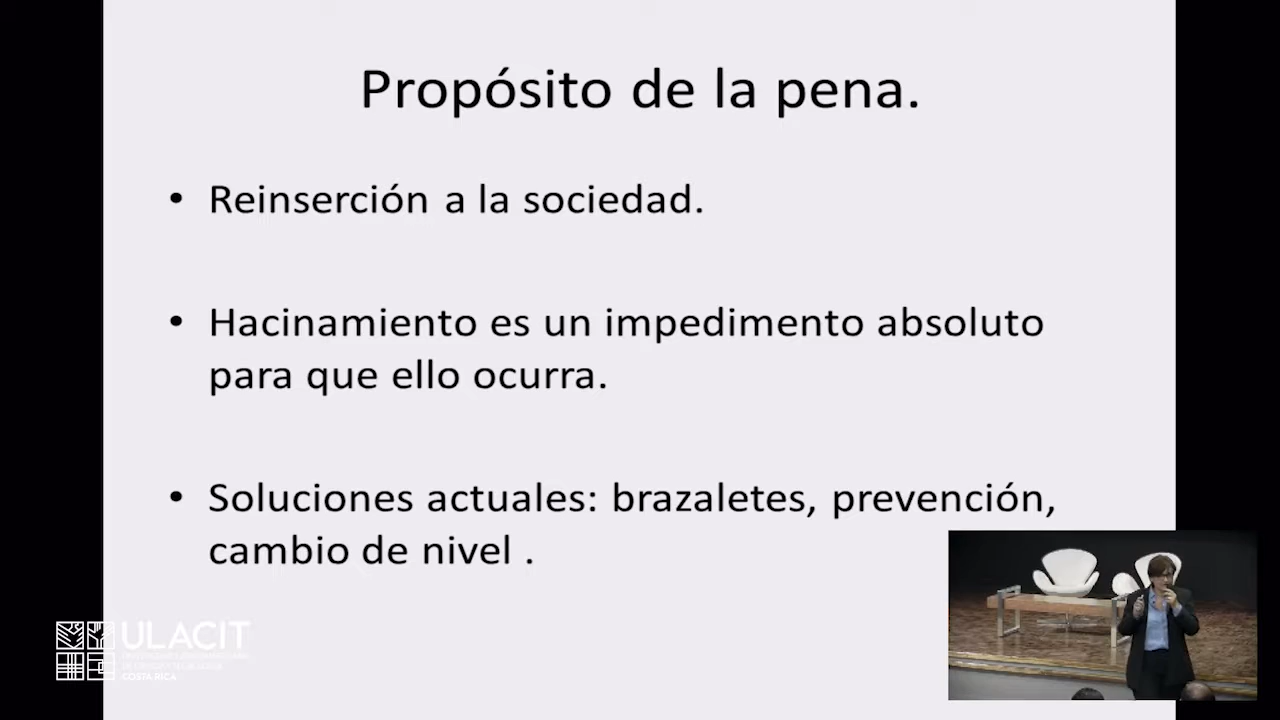 Propósito de la pena.
• Reinserción a la sociedad.
• Hacinamiento es un impedimento absoluto
para que ello ocurra.
• Soluciones actuales: brazaletes, prevención,
cambio de nivel .
ULACIT
COSTA RICA